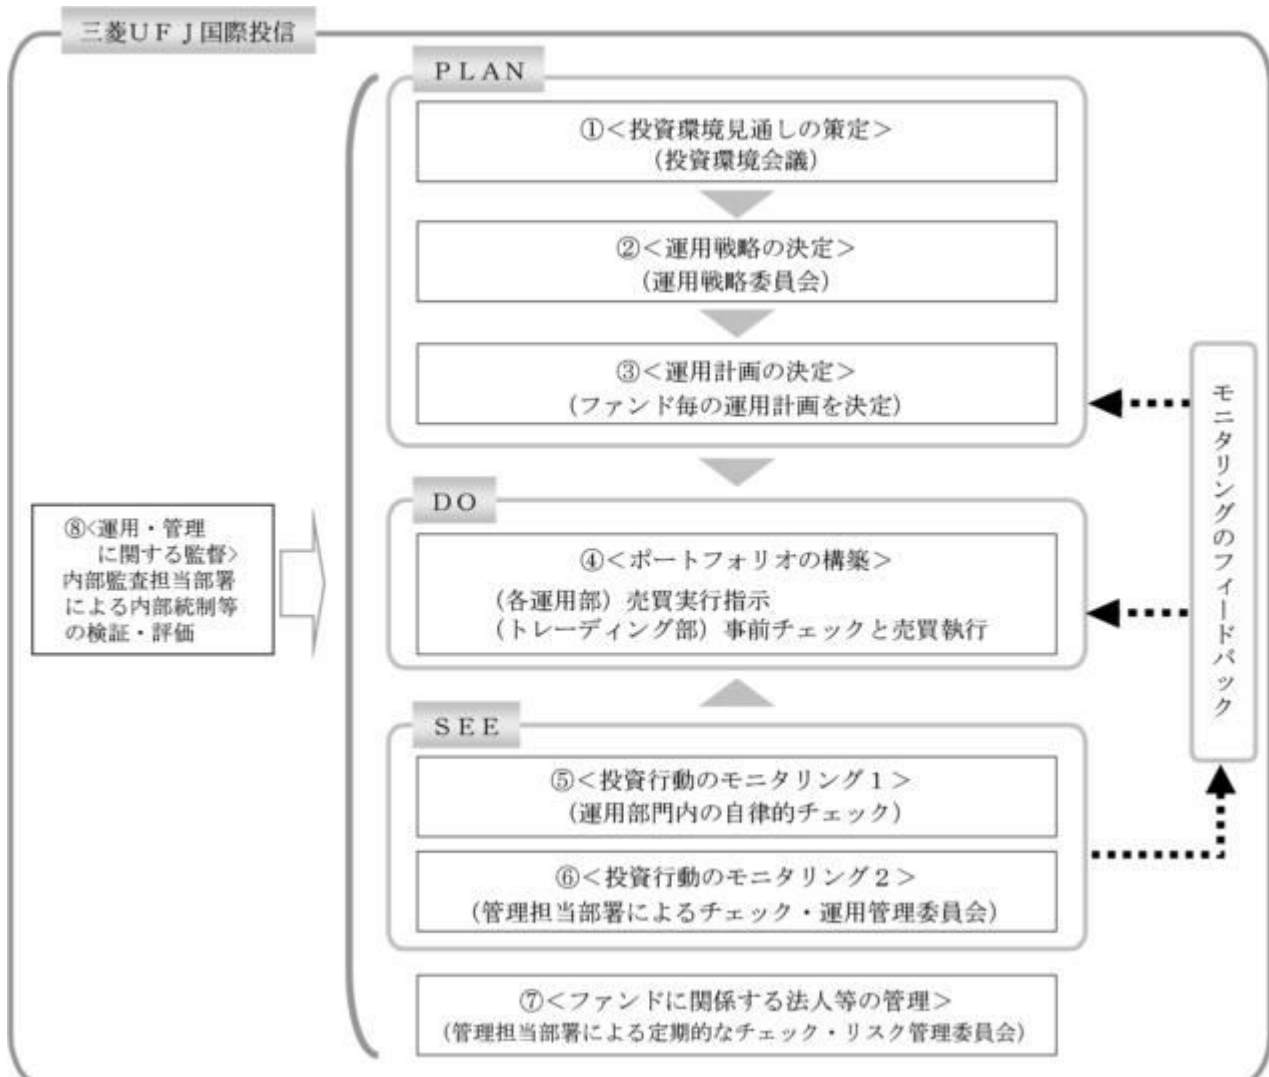 三菱ＵＦＪ国際投信
ＰＬＡＮ
①＜投資環境見通しの策定＞
（投資環境会議）
②＜運用戦略の決定＞
（運用戦略委員会）
③＜運用計画の決定＞
（ファンド毎の運用計画を決定）
ＤＯ
④＜ポートフォリオの構築＞
（各運用部）売買実行指示
（トレーディング部）事前チェックと売買執行
ＳＥＥ
⑤＜投資行動のモニタリング１＞
（運用部門内の自律的チェック）
⑥＜投資行動のモニタリング２＞
（管理担当部署によるチェック・運用管理委員会）
⑦＜ファンドに関係する法人等の管理＞
（管理担当部署による定期的なチェック・リスク管理委員会）
⑧＜運用・管理
に関する監督＞
内部監査担当部署
による内部統制等
の検証・評価
モニタリングのフィードバック